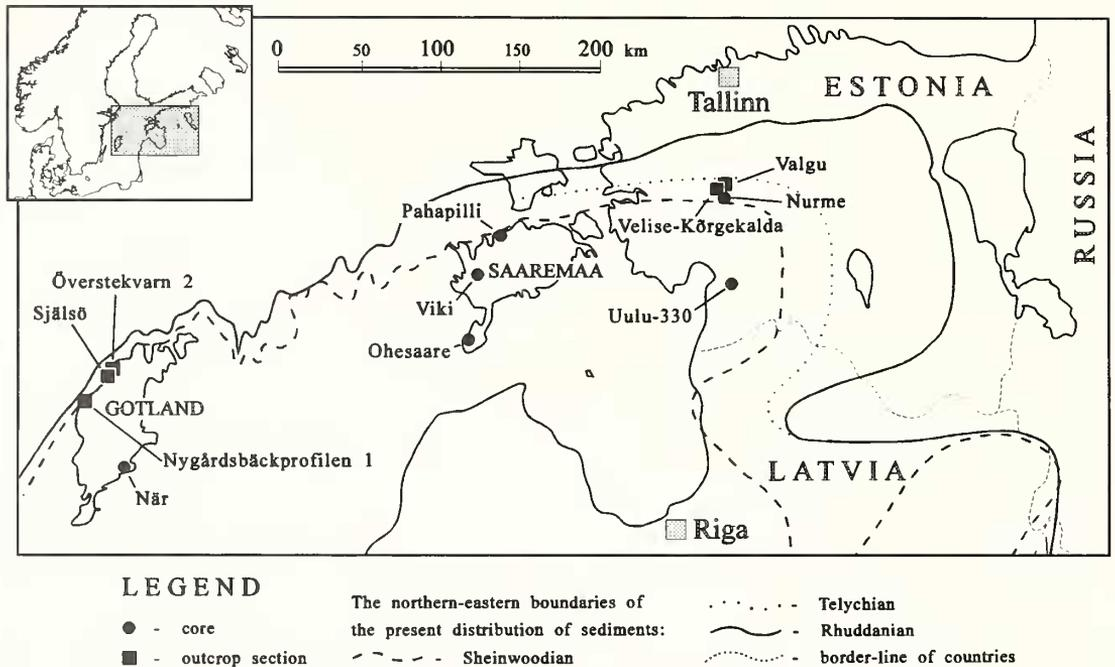 0 50 100 150 200 km
ESTONIA
Tallinn
RUSSIA
Valgu
Nurme
Velise-Kõrgekalda
Pahapilli
SAAREMAA
Viki
Uulu-330
Överstekvarn 2
Själsö
Ohesaare
GOTLAND
Nygårdsbäckprofilen 1
När
LATVIA
Riga
LEGEND
- core
- outcrop section
The northern-eastern boundaries of
the present distribution of sediments:
- Sheinwoodian
- Telychian
- Rhuddanian
- border-line of countries